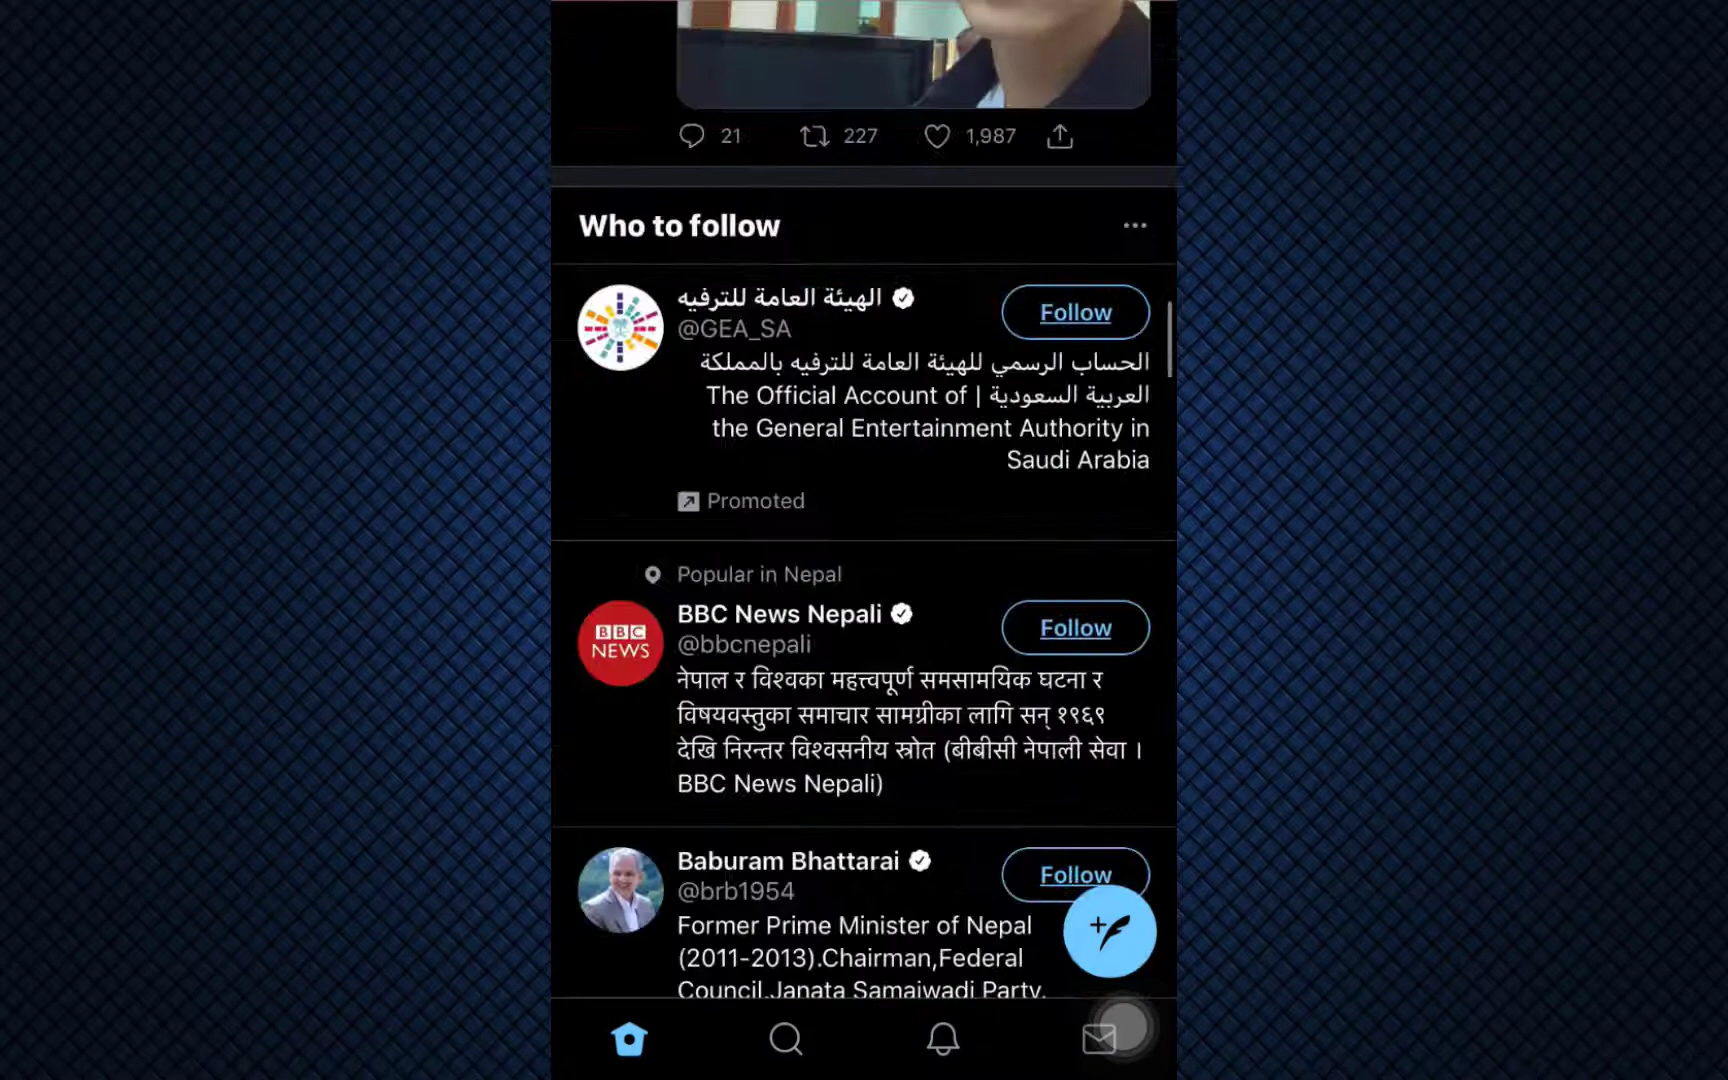 21 227 1,987
Who to follow
الهيئة العامة للترفيه
Follow
@GEA_SA
الحساب الرسمي للهيئة العامة للترفيه بالمملكة
العربية السعودية | The Official Account of
the General Entertainment Authority in
Saudi Arabia
Promoted
Popular in Nepal
BBC NEWS
BBC News Nepali
Follow
@bbcnepali
नेपाल र विश्वका महत्त्वपूर्ण समसामयिक घटना र
विषयवस्तुका समाचार सामग्रीका लागि सन् १९६९
देखि निरन्तर विश्वसनीय स्रोत (बीबीसी नेपाली सेवा ।
BBC News Nepali)
Baburam Bhattarai
Follow
@brb1954
Former Prime Minister of Nepal
(2011-2013).Chairman,Federal
Council,Janata Samajwadi Party,